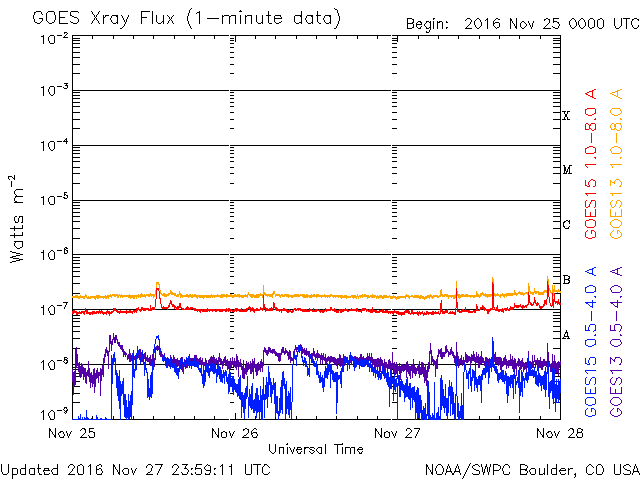 GOES Xray Flux (1-minute data)
Begin: 2016 Nov 25 0000 UTC
10⁻²
10⁻³
10⁻⁴
10⁻⁵
10⁻⁶
10⁻⁷
10⁻⁸
10⁻⁹
Watts m⁻²
X
M
C
B
A
GOES15 1.0-8.0 A
GOES13 1.0-8.0 A
GOES15 0.5-4.0 A
GOES13 0.5-4.0 A
Nov 25 Nov 26 Nov 27 Nov 28
Universal Time
Updated 2016 Nov 27 23:59:11 UTC
NOAA/SWPC Boulder, CO USA